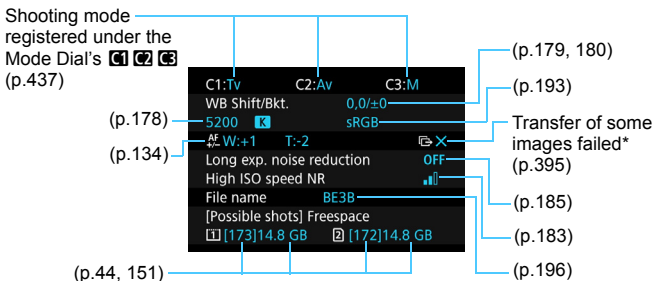 Shooting mode
registered under the
Mode Dial's C1 C2 C3
(p.437)
(p.178)
(p.134)
C1:Tv C2:Av C3:M
WB Shift/Bkt. 0,0/±0
5200 K sRGB
AF +/- W:+1 T:-2
Long exp. noise reduction OFF
High ISO speed NR
File name BE3B
[Possible shots] Freespace
1 [173]14.8 GB 2 [172]14.8 GB
(p.179, 180)
(p.193)
Transfer of some
images failed*
(p.395)
(p.185)
(p.183)
(p.196)
(p.44, 151)